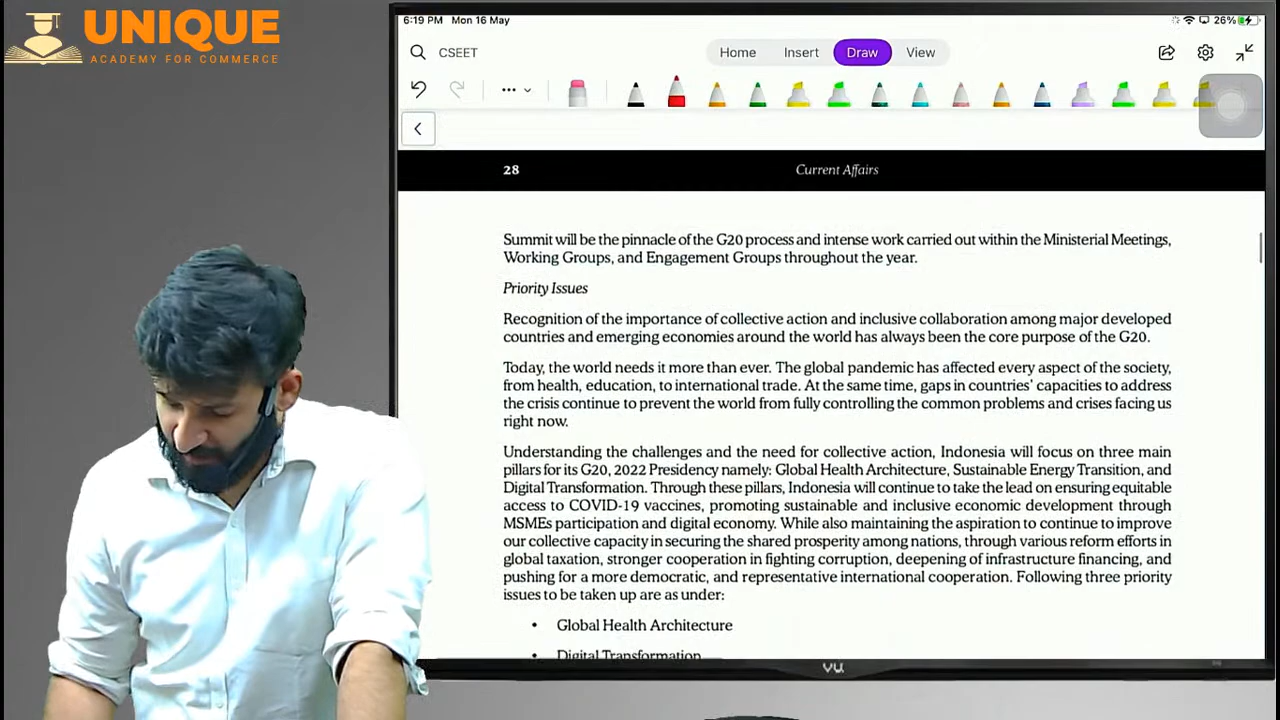 UNIQUE
ACADEMY FOR COMMERCE
6:19 PM Mon 16 May
26%
CSEET
Home Insert Draw View
28 Current Affairs
Summit will be the pinnacle of the G20 process and intense work carried out within the Ministerial Meetings,
Working Groups, and Engagement Groups throughout the year.
Priority Issues
Recognition of the importance of collective action and inclusive collaboration among major developed
countries and emerging economies around the world has always been the core purpose of the G20.
Today, the world needs it more than ever. The global pandemic has affected every aspect of the society,
from health, education, to international trade. At the same time, gaps in countries' capacities to address
the crisis continue to prevent the world from fully controlling the common problems and crises facing us
right now.
Understanding the challenges and the need for collective action, Indonesia will focus on three main
pillars for its G20, 2022 Presidency namely: Global Health Architecture, Sustainable Energy Transition, and
Digital Transformation. Through these pillars, Indonesia will continue to take the lead on ensuring equitable
access to COVID-19 vaccines, promoting sustainable and inclusive economic development through
MSMEs participation and digital economy. While also maintaining the aspiration to continue to improve
our collective capacity in securing the shared prosperity among nations, through various reform efforts in
global taxation, stronger cooperation in fighting corruption, deepening of infrastructure financing, and
pushing for a more democratic, and representative international cooperation. Following three priority
issues to be taken up are as under:
• Global Health Architecture
• Digital Transformation
vu